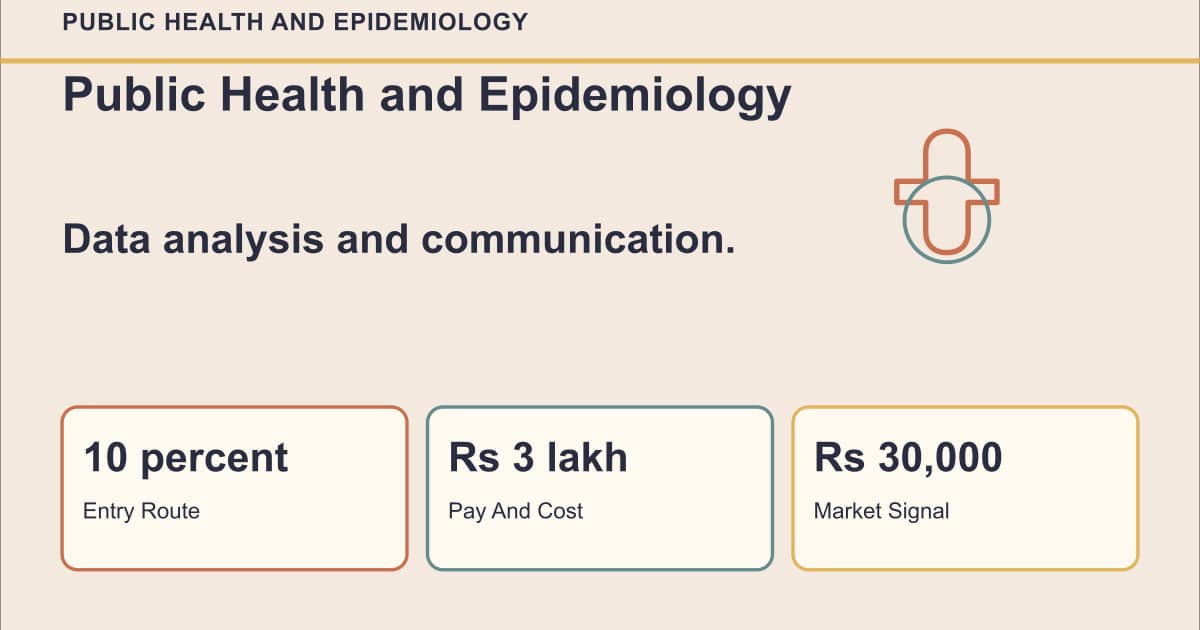 PUBLIC HEALTH AND EPIDEMIOLOGY
Public Health and Epidemiology
Data analysis and communication.
10 percent
Entry Route
Rs 3 lakh
Pay And Cost
Rs 30,000
Market Signal